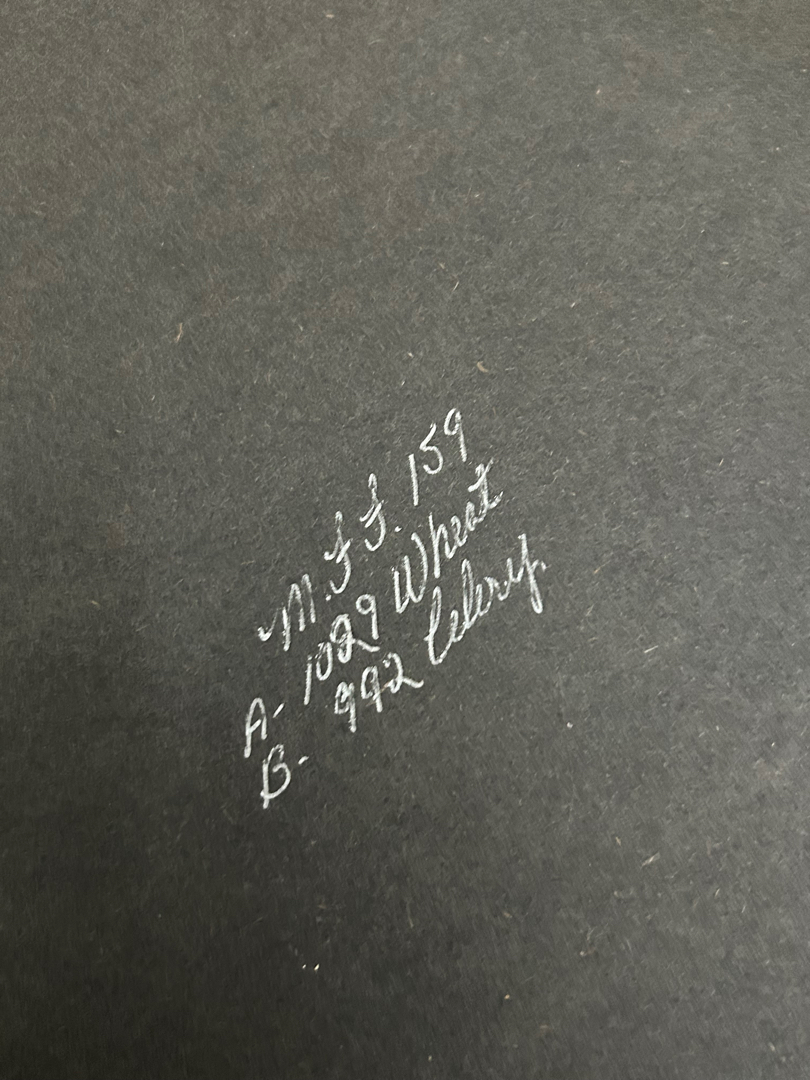 M.F.F. 159
A- 1029 Wheat
B- 992 Celery.